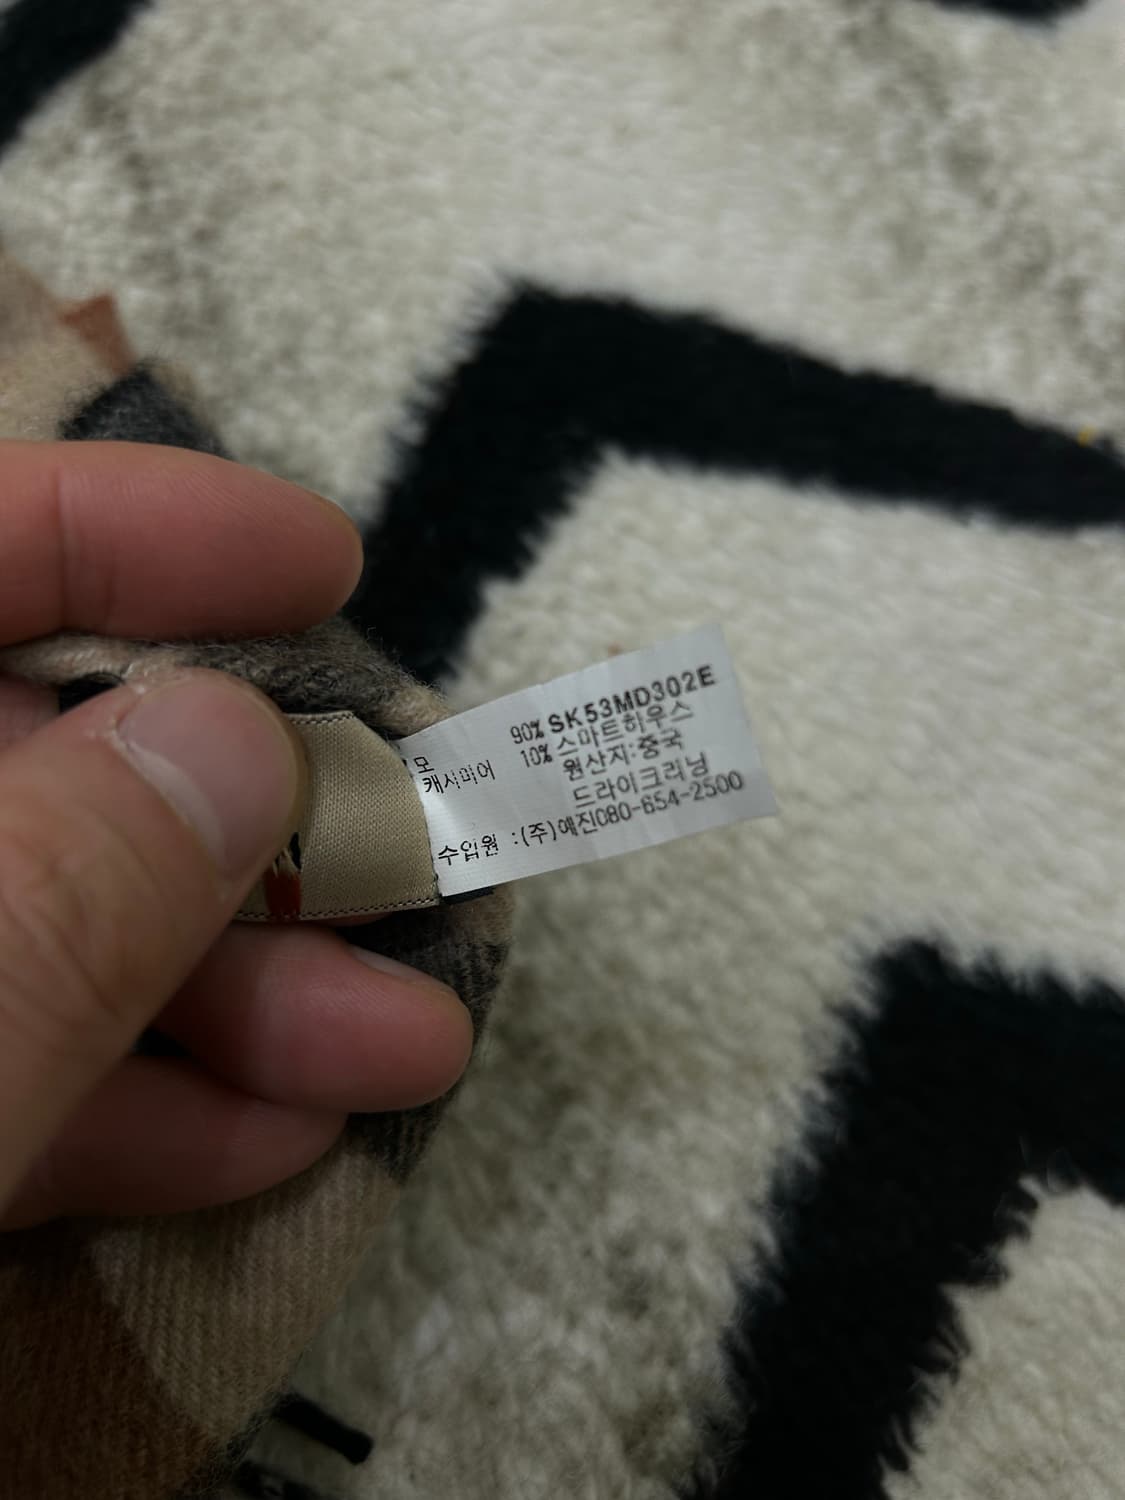 모 90% SK53MD302E
캐시미어 10% 스마트하우스
원산지:중국
드라이크리닝
수입원 :(주)예진080-654-2500